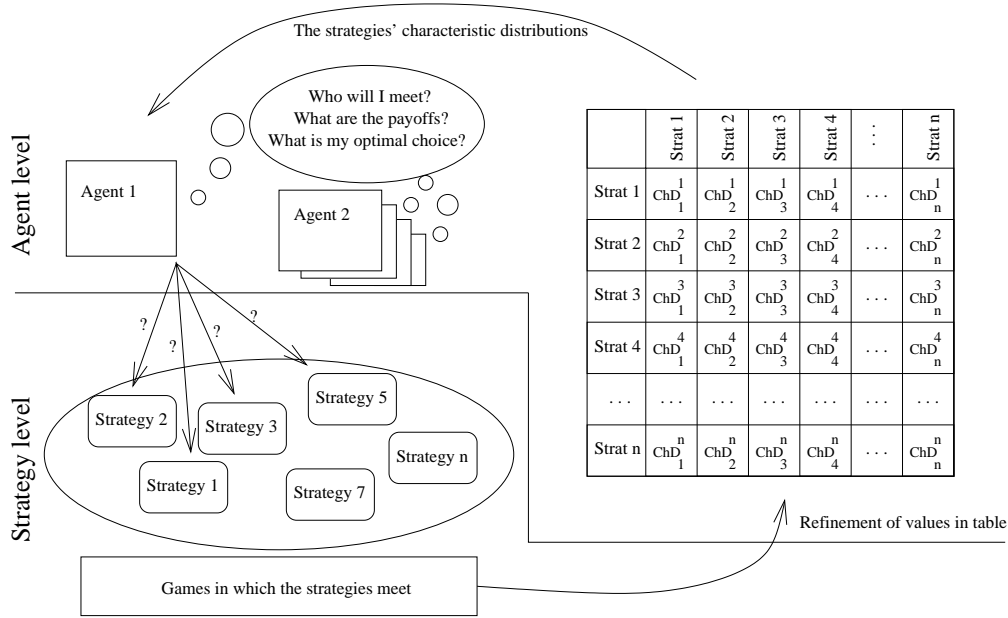 The strategies' characteristic distributions
Who will I meet?
What are the payoffs?
What is my optimal choice?
Agent level
Agent 1
Agent 2
Strat 1 Strat 2 Strat 3 Strat 4 . . . Strat n
Strat 1 ChD 1 1 ChD 1 2 ChD 1 3 ChD 1 4 . . . ChD 1 n
Strat 2 ChD 2 1 ChD 2 2 ChD 2 3 ChD 2 4 . . . ChD 2 n
Strat 3 ChD 3 1 ChD 3 2 ChD 3 3 ChD 3 4 . . . ChD 3 n
Strat 4 ChD 4 1 ChD 4 2 ChD 4 3 ChD 4 4 . . . ChD 4 n
. . . . . . . . . . . . . . . . . . . . .
Strat n ChD n 1 ChD n 2 ChD n 3 ChD n 4 . . . ChD n n
? ? ? ?
Strategy level
Strategy 2
Strategy 3
Strategy 5
Strategy n
Strategy 1
Strategy 7
Refinement of values in table
Games in which the strategies meet